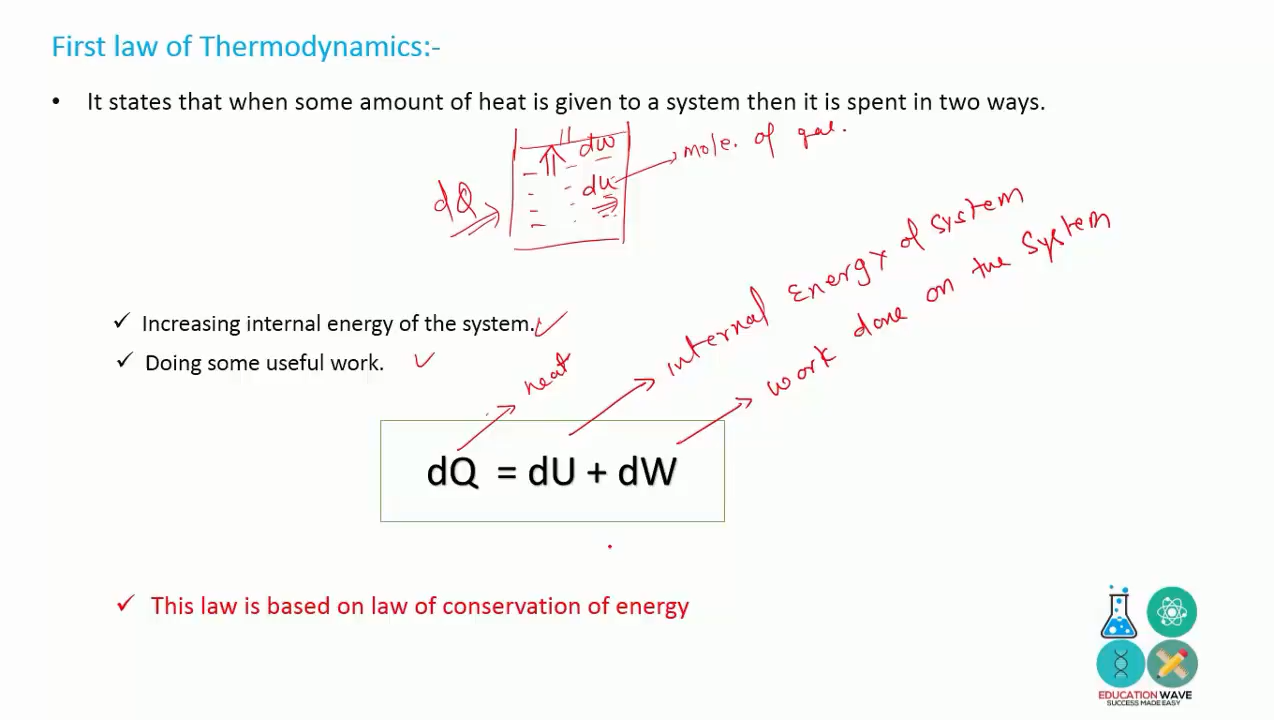 First law of Thermodynamics:-
• It states that when some amount of heat is given to a system then it is spent in two ways.
dW
mole. of gas.
dQ
dU
internal Energy of system
work done on the system
✓ Increasing internal energy of the system.
✓ Doing some useful work.
heat
dQ = dU + dW
✓ This law is based on law of conservation of energy
EDUCATION WAVE
SUCCESS MADE EASY